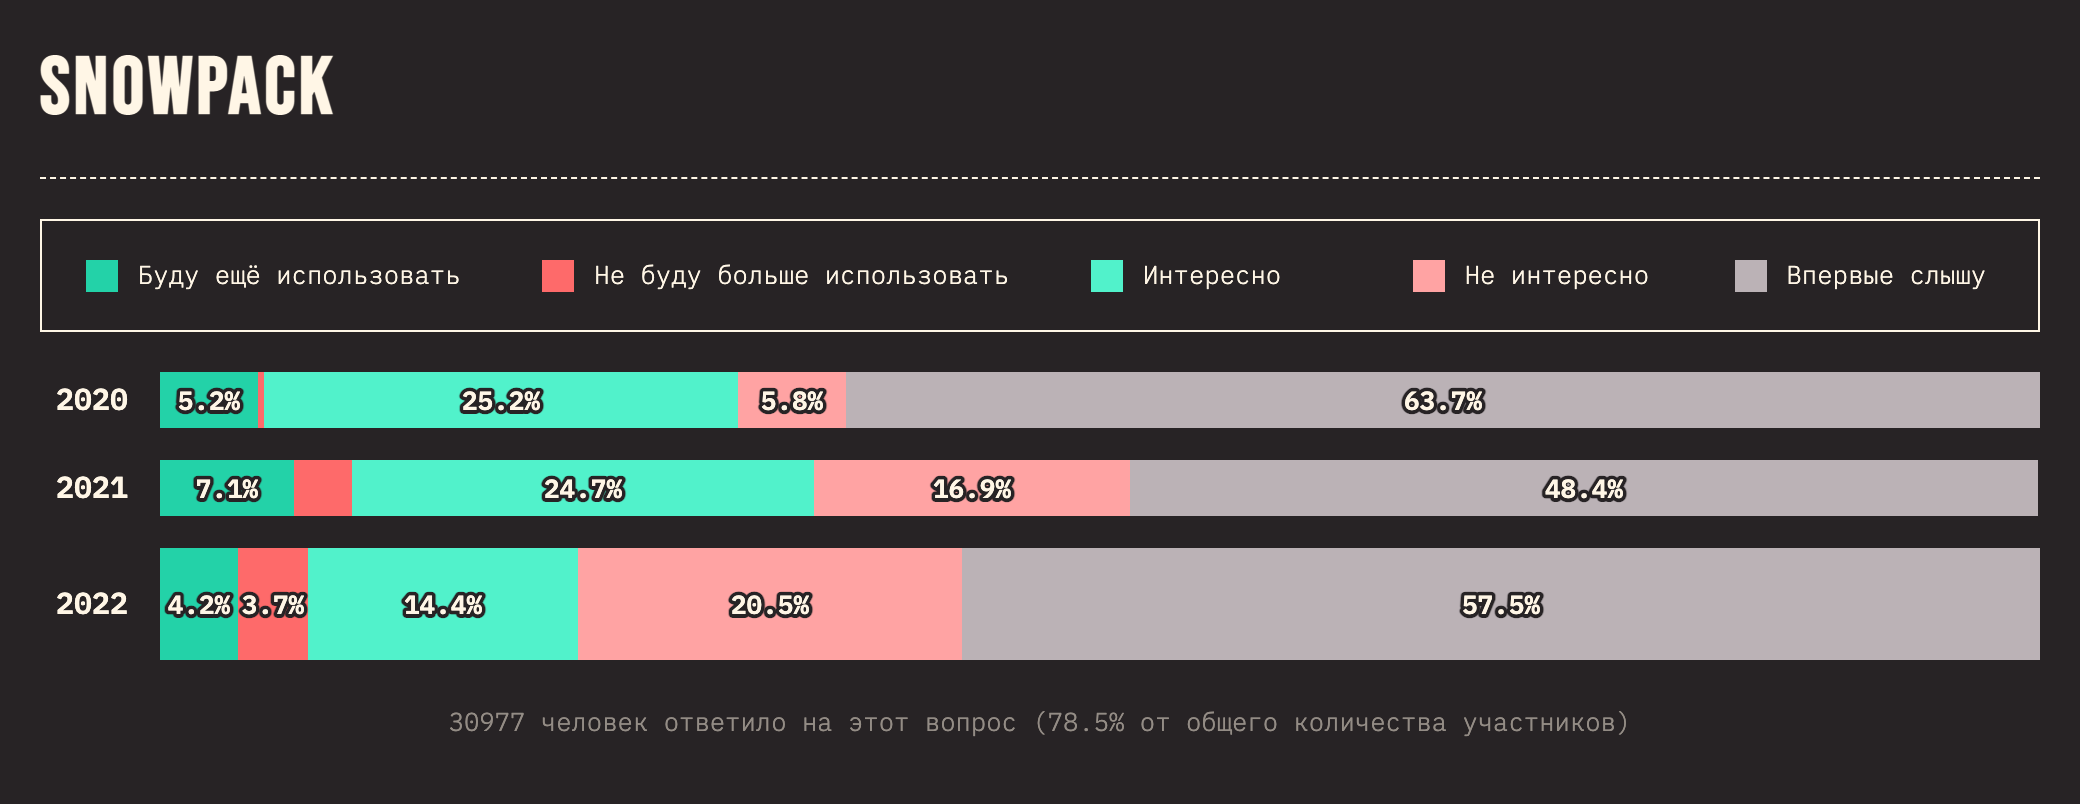 SNOWPACK
Буду ещё использовать Не буду больше использовать Интересно Не интересно Впервые слышу
2020 5.2% 25.2% 5.8% 63.7%
2021 7.1% 24.7% 16.9% 48.4%
2022 4.2% 3.7% 14.4% 20.5% 57.5%
30977 человек ответило на этот вопрос (78.5% от общего количества участников)